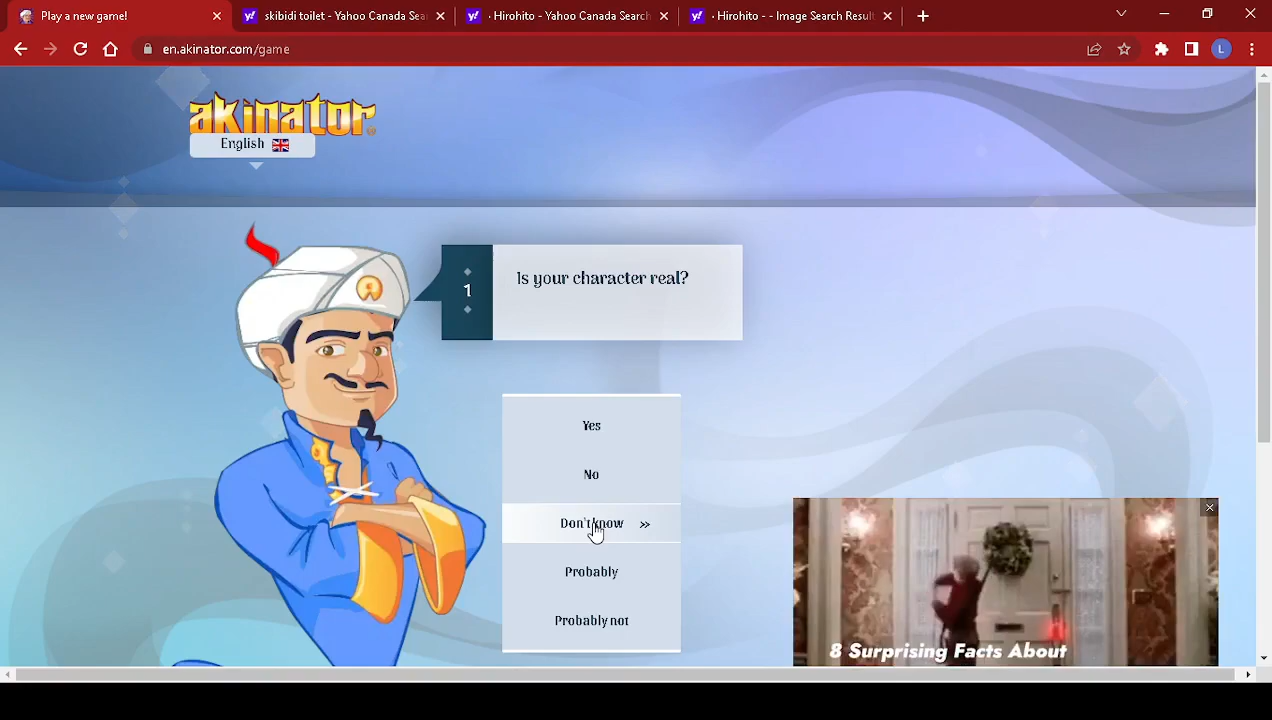 Play a new game!
skibidi toilet - Yahoo Canada Sea
· Hirohito - Yahoo Canada Search
· Hirohito - - Image Search Result
en.akinator.com/game
L
akinator
English
1
Is your character real?
Yes
No
Don't know »
Probably
Probably not
8 Surprising Facts About